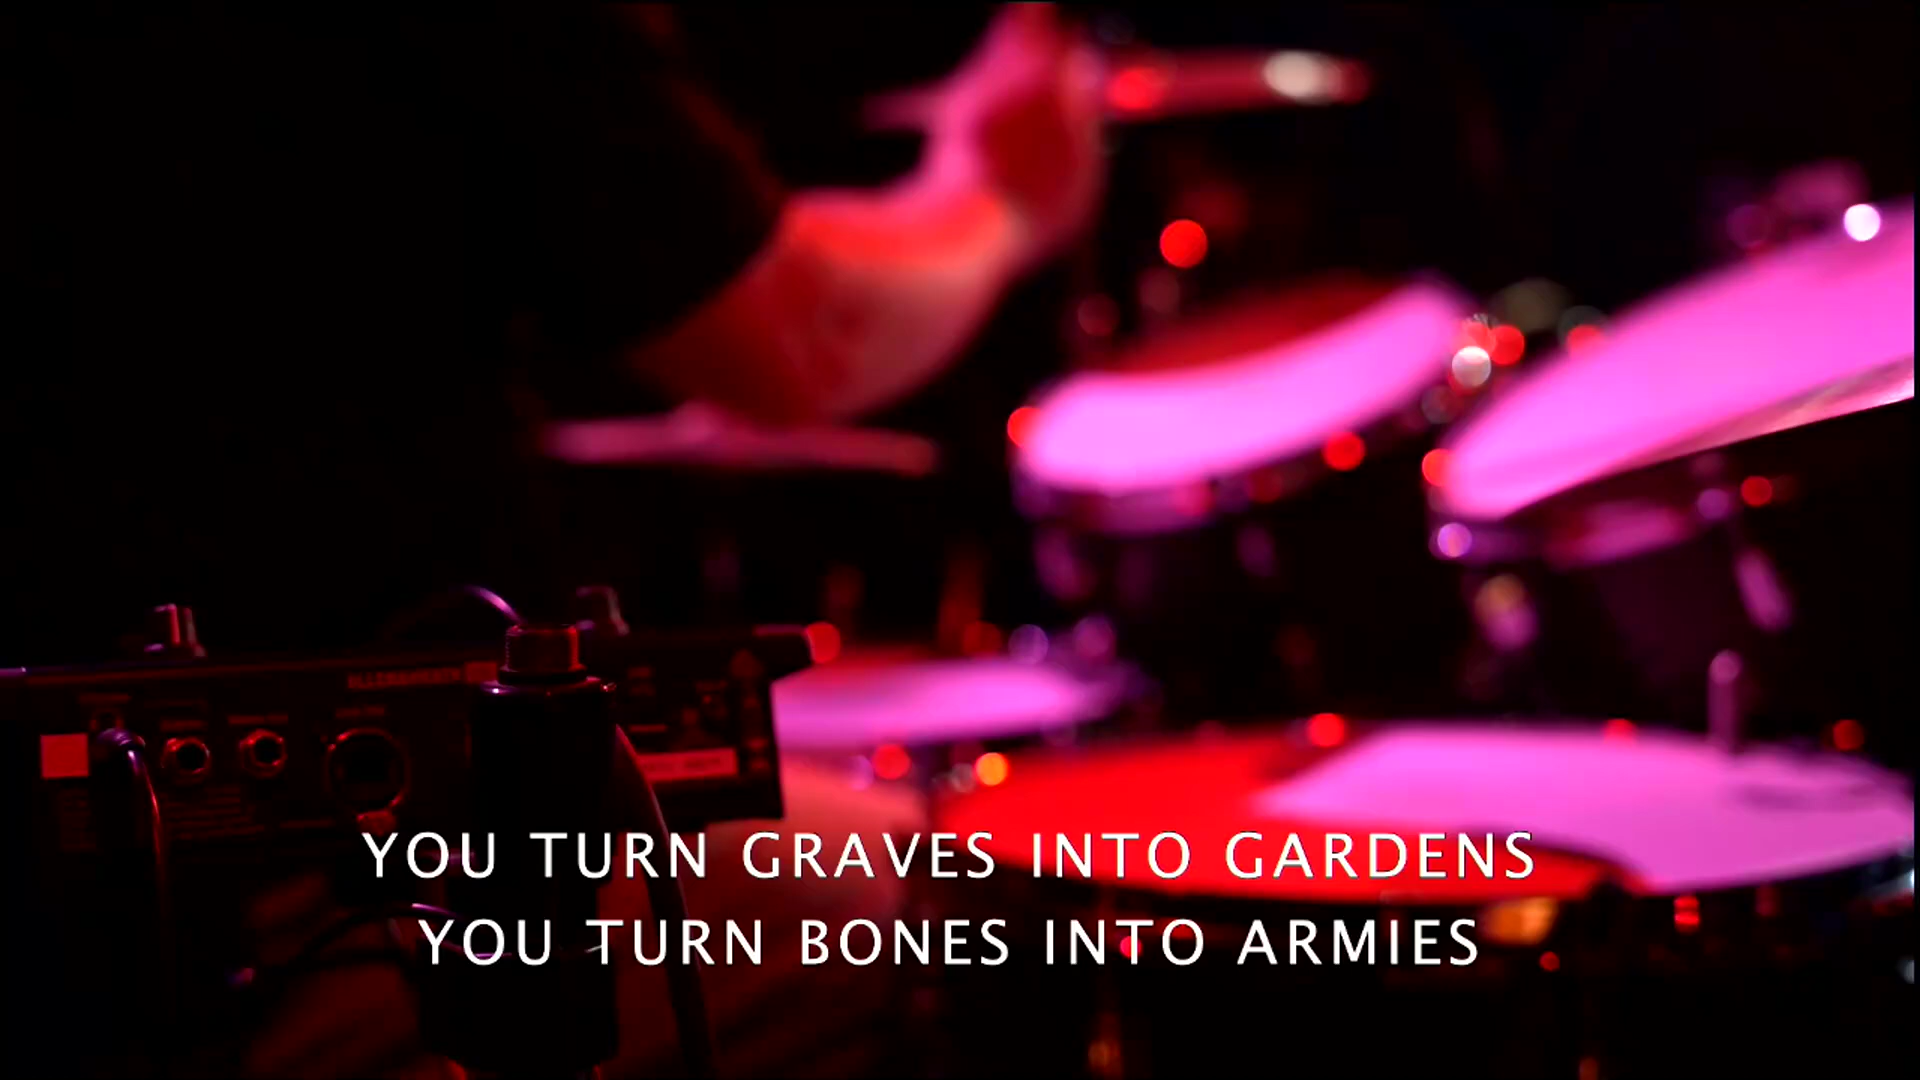 YOU TURN GRAVES INTO GARDENS
YOU TURN BONES INTO ARMIES